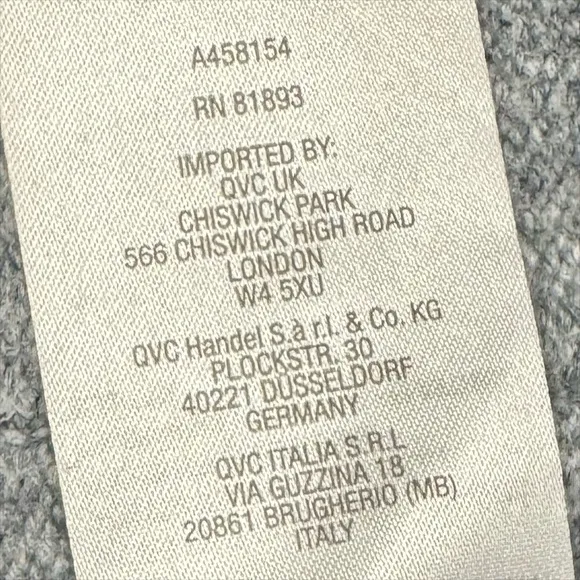 A458154
RN 81893
IMPORTED BY:
QVC UK
CHISWICK PARK
566 CHISWICK HIGH ROAD
LONDON
W4 5XU
QVC Handel S.à r.l. & Co. KG
PLOCKSTR. 30
40221 DUSSELDORF
GERMANY
QVC ITALIA S.R.L
VIA GUZZINA 18
20861 BRUGHERIO (MB)
ITALY